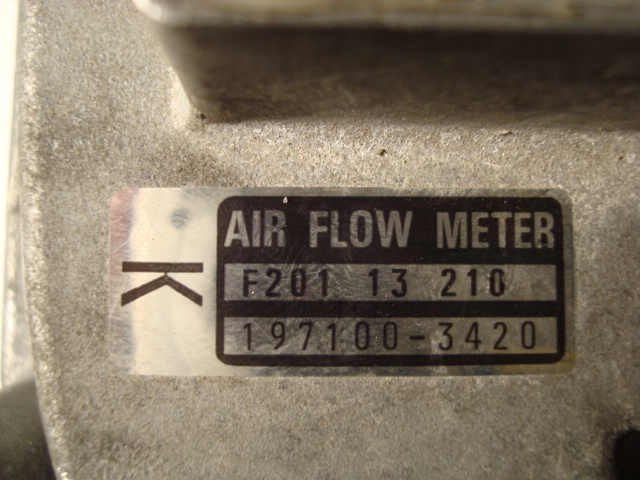 K
AIR FLOW METER
F201 13 210
197100-3420